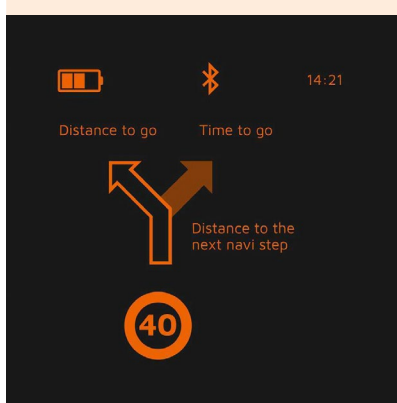 14:21
Distance to go
Time to go
Distance to the
next navi step
40